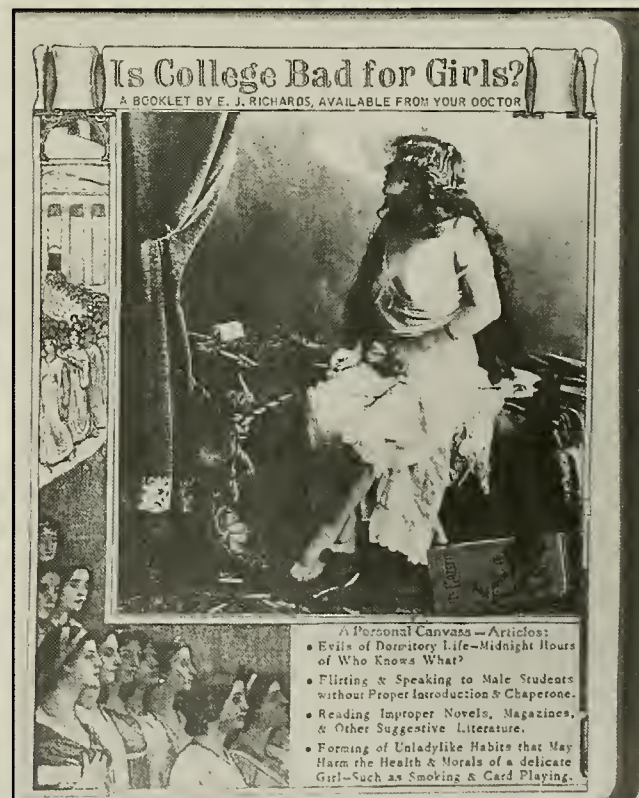 Is College Bad for Girls?
A BOOKLET BY E. J. RICHARDS, AVAILABLE FROM YOUR DOCTOR
A Personal Canvass—Articles:
• Evils of Dormitory Life—Midnight Hours
of Who Knows What?
• Flirting & Speaking to Male Students
without Proper Introduction & Chaperone.
• Reading Improper Novels, Magazines,
& Other Suggestive Literature.
• Forming of Unladylike Habits that May
Harm the Health & Morals of a delicate
Girl—Such as Smoking & Card Playing.